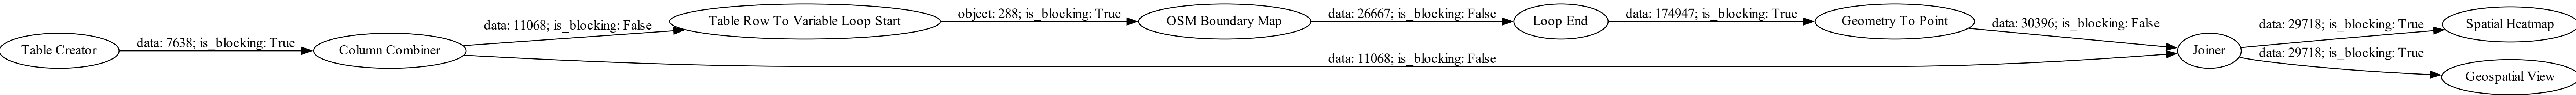 Table Creator
data: 7638; is_blocking: True
Column Combiner
data: 11068; is_blocking: False
Table Row To Variable Loop Start
object: 288; is_blocking: True
OSM Boundary Map
data: 26667; is_blocking: False
Loop End
data: 174947; is_blocking: True
Geometry To Point
data: 30396; is_blocking: False
data: 11068; is_blocking: False
Joiner
data: 29718; is_blocking: True
Spatial Heatmap
data: 29718; is_blocking: True
Geospatial View